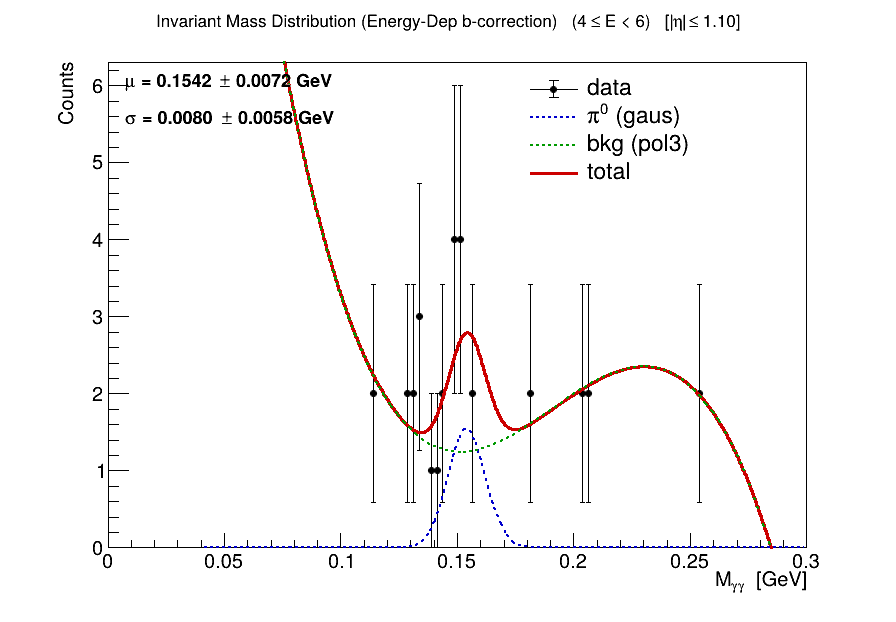 Invariant Mass Distribution (Energy-Dep b-correction) (4 ≤ E < 6) [|η| ≤ 1.10]
Counts
μ = 0.1542 ± 0.0072 GeV
σ = 0.0080 ± 0.0058 GeV
data
π⁰ (gaus)
bkg (pol3)
total
6
5
4
3
2
1
0
0 0.05 0.1 0.15 0.2 0.25 0.3
M_γγ [GeV]